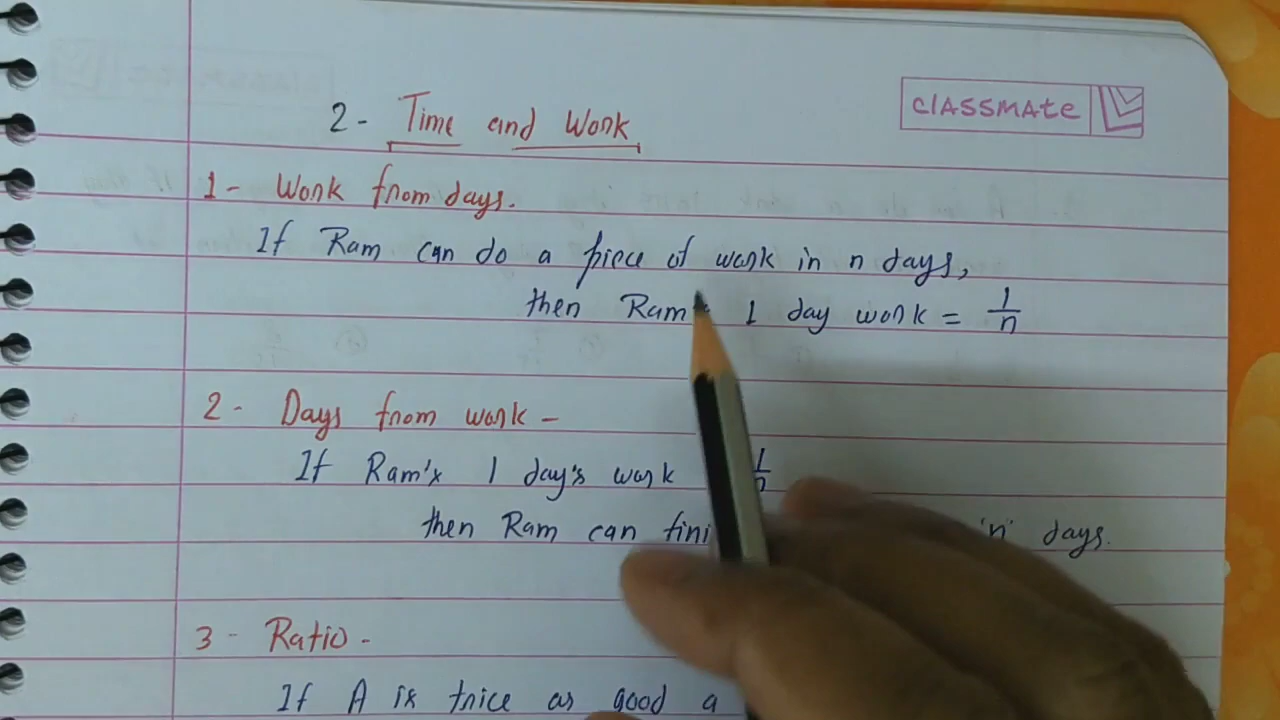 2- Time and Work
classmate
1- Work from days.
If Ram can do a piece of work in n days,
then Ram 1 day work = 1/n
2- Days from work -
If Ram's 1 day's work 1/n
then Ram can fini 'n' days.
3- Ratio-
If A is trice as good a